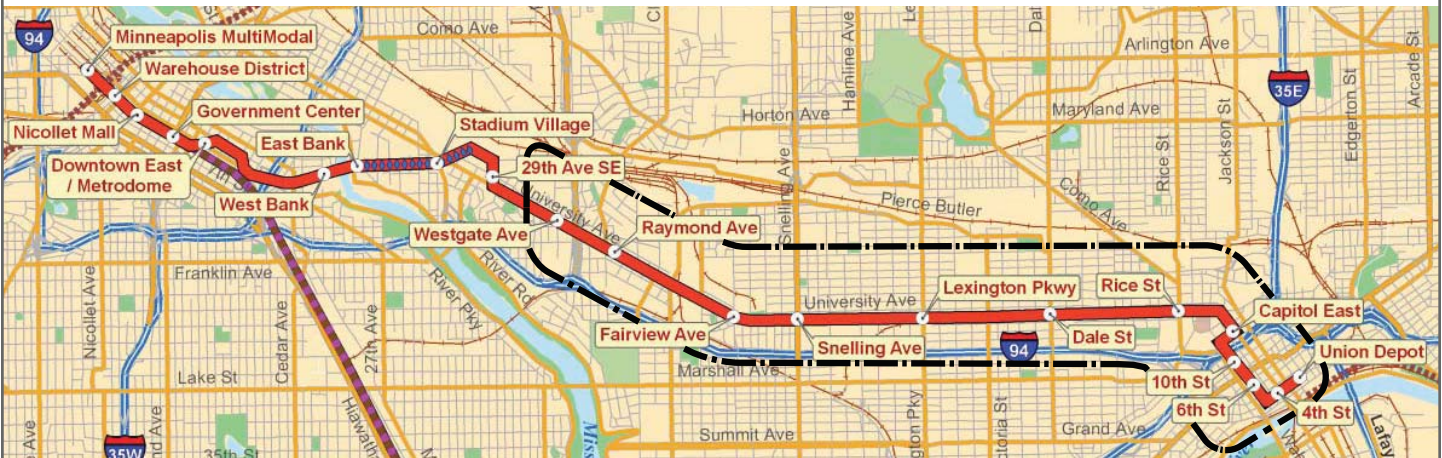 94
Minneapolis MultiModal
Warehouse District
Nicollet Mall
Government Center
Downtown East
/ Metrodome
7th St
East Bank
West Bank
Stadium Village
29th Ave SE
University Ave
Westgate Ave
Raymond Ave
Fairview Ave
Como Ave
Hamline Ave
Horton Ave
Snelling Ave
Pierce Butler
Arlington Ave
Maryland Ave
Como Ave
Rice St
Jackson St
35E
Edgerton St
Arcade St
Franklin Ave
River Pky
River Rd
Nicollet Ave
Cedar Ave
27th Ave
Lake St
35W
35th St
University Ave
Snelling Ave
Lexington Pkwy
Dale St
Rice St
Capitol East
Union Depot
10th St
6th St
4th St
94
Marshall Ave
Summit Ave
Grand Ave